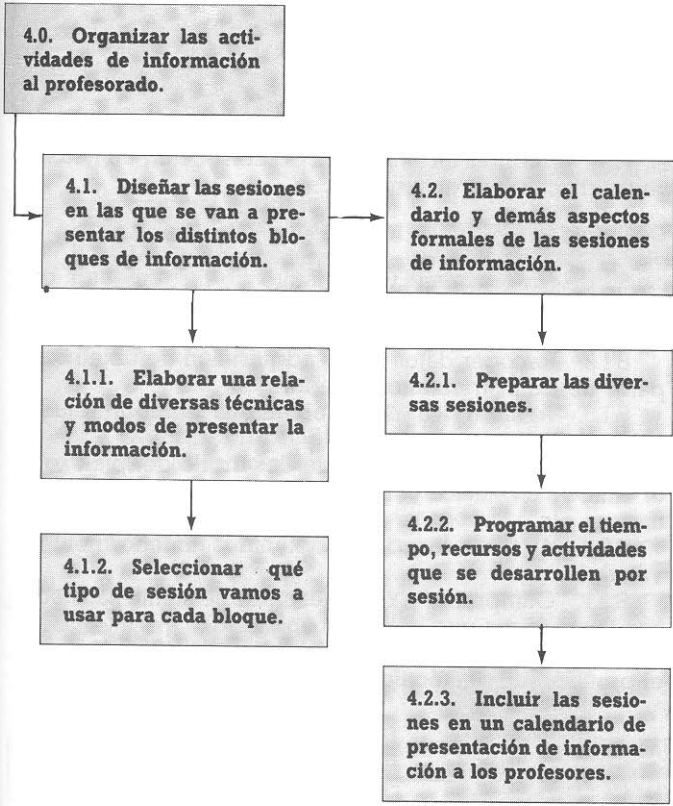 4.0. Organizar las acti-
vidades de información
al profesorado.
4.1. Diseñar las sesiones
en las que se van a pre-
sentar los distintos blo-
ques de información.
4.2. Elaborar el calen-
dario y demás aspectos
formales de las sesiones
de información.
4.1.1. Elaborar una rela-
ción de diversas técnicas
y modos de presentar la
información.
4.2.1. Preparar las diver-
sas sesiones.
4.1.2. Seleccionar qué
tipo de sesión vamos a
usar para cada bloque.
4.2.2. Programar el tiem-
po, recursos y actividades
que se desarrollen por
sesión.
4.2.3. Incluir las sesio-
nes en un calendario de
presentación de informa-
ción a los profesores.